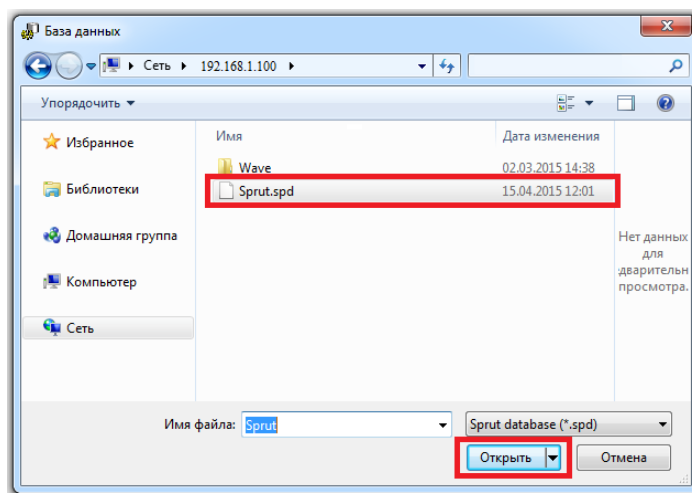 База данных
Сеть 192.168.1.100
Упорядочить
Избранное
Библиотеки
Домашняя группа
Компьютер
Сеть
Имя Дата изменения
Wave 02.03.2015 14:38
Sprut.spd 15.04.2015 12:01
Нет данных
для
дварительн
просмотра.
Имя файла: Sprut Sprut database (*.spd)
Открыть Отмена